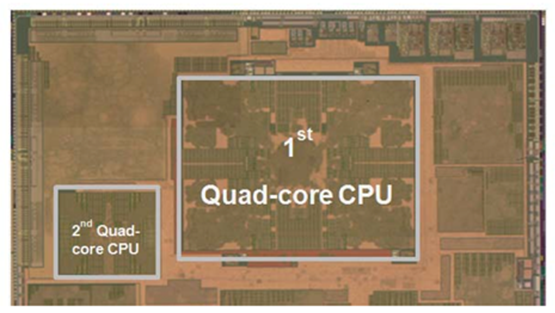 1st
Quad-core CPU
2nd Quad-
core CPU